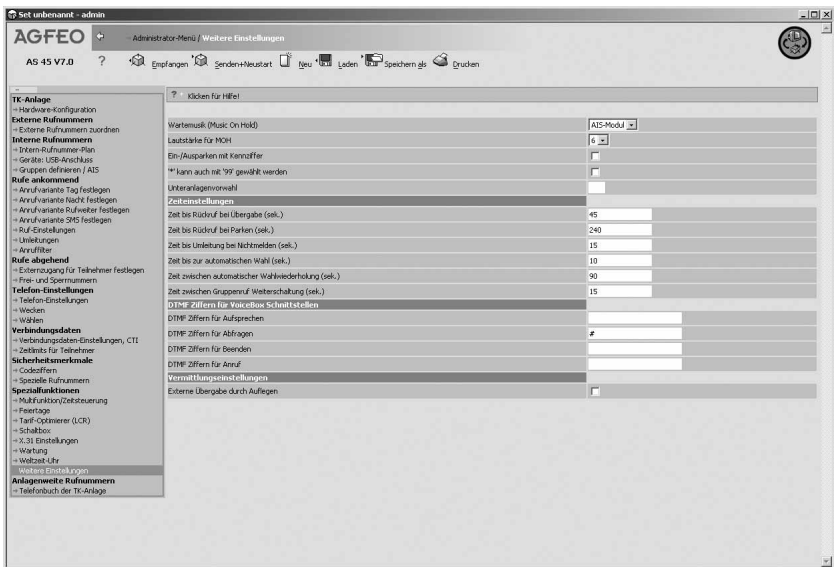 Set unbenannt - admin
AGFEO
Administrator-Menü / Weitere Einstellungen
AS 45 V7.0
?
Empfangen
Senden+Neustart
Neu
Laden
Speichern als
Drucken
TK-Anlage
Hardware-Konfiguration
Externe Rufnummern
Externe Rufnummern zuordnen
Interne Rufnummern
Intern-Rufnummer-Plan
Geräte: USB-Anschluss
Gruppen definieren / AIS
Rufe ankommend
Anrufvariante Tag festlegen
Anrufvariante Nacht festlegen
Anrufvariante Rufweiter festlegen
Anrufvariante SMS festlegen
Ruf-Einstellungen
Umleitungen
Anruffilter
Rufe abgehend
Externzugang für Teilnehmer festlegen
Frei- und Sperrnummern
Telefon-Einstellungen
Telefon-Einstellungen
Wecken
Wählen
Verbindungsdaten
Verbindungsdaten-Einstellungen, CTI
Zeitlimits für Teilnehmer
Sicherheitsmerkmale
Codeziffern
Spezielle Rufnummern
Spezialfunktionen
Multifunktion/Zeitsteuerung
Feiertage
Tarif-Optimierer (LCR)
Schaltbox
X.31 Einstellungen
Wartung
Weltzeit-Uhr
Weitere Einstellungen
Anlagenweite Rufnummern
Telefonbuch der TK-Anlage
? Klicken für Hilfe!
Wartemusik (Music On Hold) AIS-Modul
Lautstärke für MOH 6
Ein-/Ausparken mit Kennziffer
'*' kann auch mit '99' gewählt werden
Unteranlagenvorwahl
Zeiteinstellungen
Zeit bis Rückruf bei Übergabe (sek.) 45
Zeit bis Rückruf bei Parken (sek.) 240
Zeit bis Umleitung bei Nichtmelden (sek.) 15
Zeit bis zur automatischen Wahl (sek.) 10
Zeit zwischen automatischer Wahlwiederholung (sek.) 90
Zeit zwischen Gruppenruf Weiterschaltung (sek.) 15
DTMF Ziffern für VoiceBox Schnittstellen
DTMF Ziffern für Aufsprechen
DTMF Ziffern für Abfragen #
DTMF Ziffern für Beenden
DTMF Ziffern für Anruf
Vermittlungseinstellungen
Externe Übergabe durch Auflegen